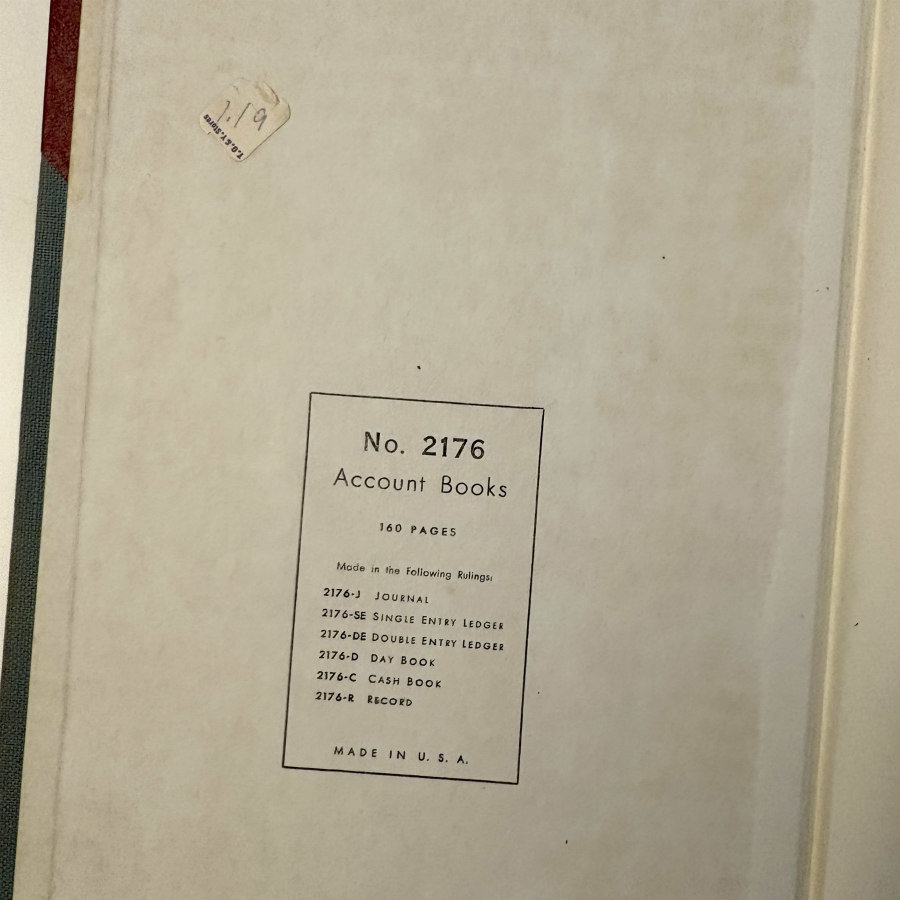 1.19
T.G.&Y. Stores
No. 2176
Account Books
160 PAGES
Made in the Following Rulings:
2176-J JOURNAL
2176-SE SINGLE ENTRY LEDGER
2176-DE DOUBLE ENTRY LEDGER
2176-D DAY BOOK
2176-C CASH BOOK
2176-R RECORD
MADE IN U. S. A.